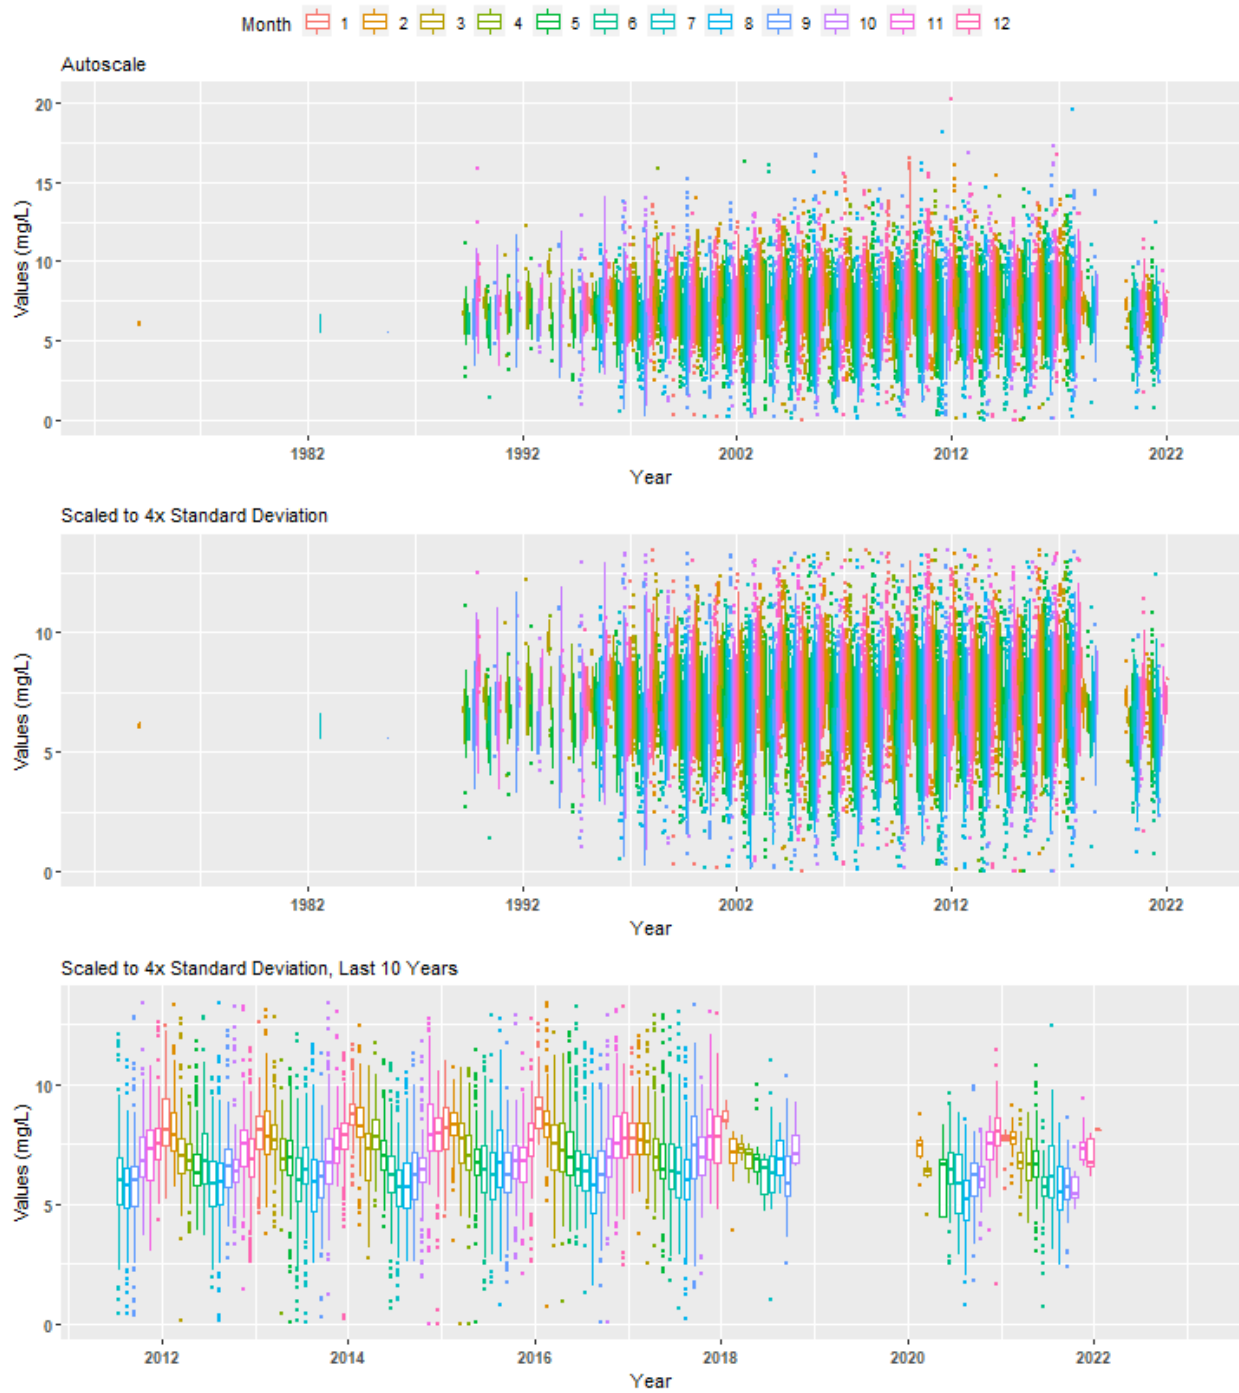 Month 1 2 3 4 5 6 7 8 9 10 11 12
Autoscale
20
15
10
5
0
Values (mg/L)
1982 1992 2002 2012 2022
Year
Scaled to 4x Standard Deviation
10
5
0
Values (mg/L)
1982 1992 2002 2012 2022
Year
Scaled to 4x Standard Deviation, Last 10 Years
10
5
0
Values (mg/L)
2012 2014 2016 2018 2020 2022
Year